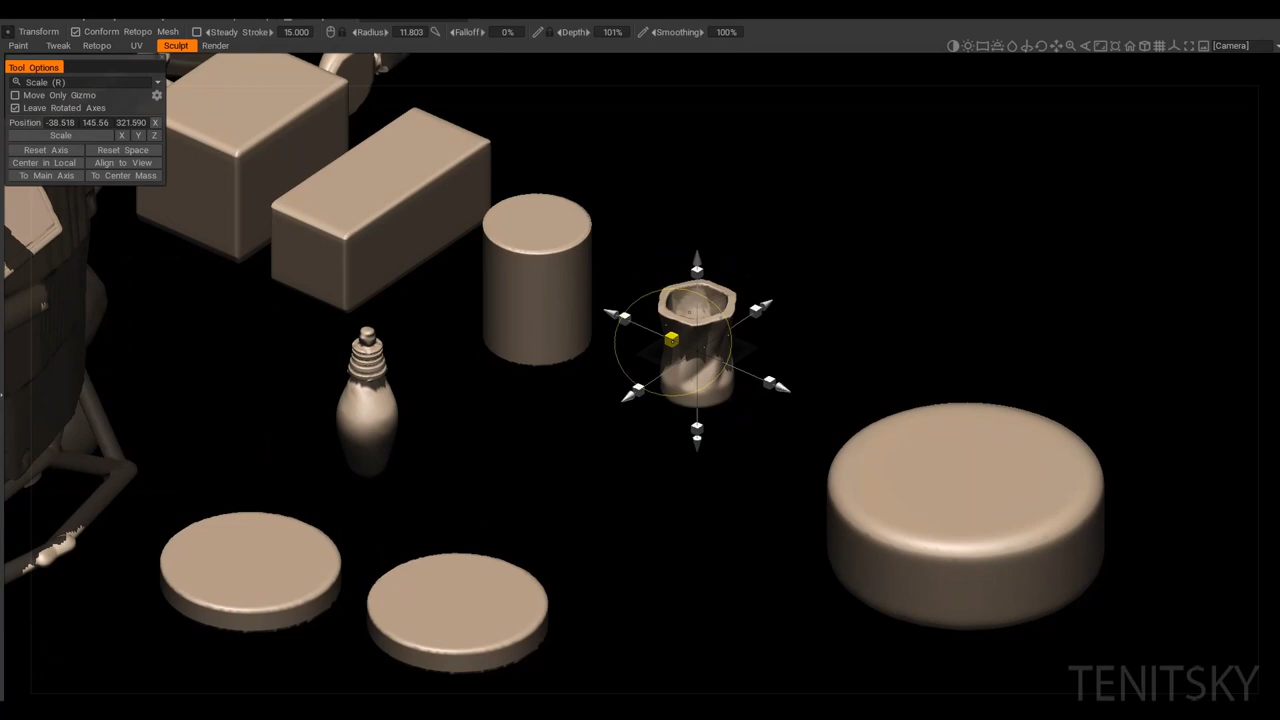 Transform Conform Retopo Mesh Steady Stroke 15.000 Radius 11.803 Falloff 0% Depth 101% Smoothing 100%
Paint Tweak Retopo UV Sculpt Render [Camera]
Tool Options
Scale (R)
Move Only Gizmo
Leave Rotated Axes
Position -38.518 145.56 321.590 X
Scale X Y Z
Reset Axis Reset Space
Center in Local Align to View
To Main Axis To Center Mass
TENITSKY